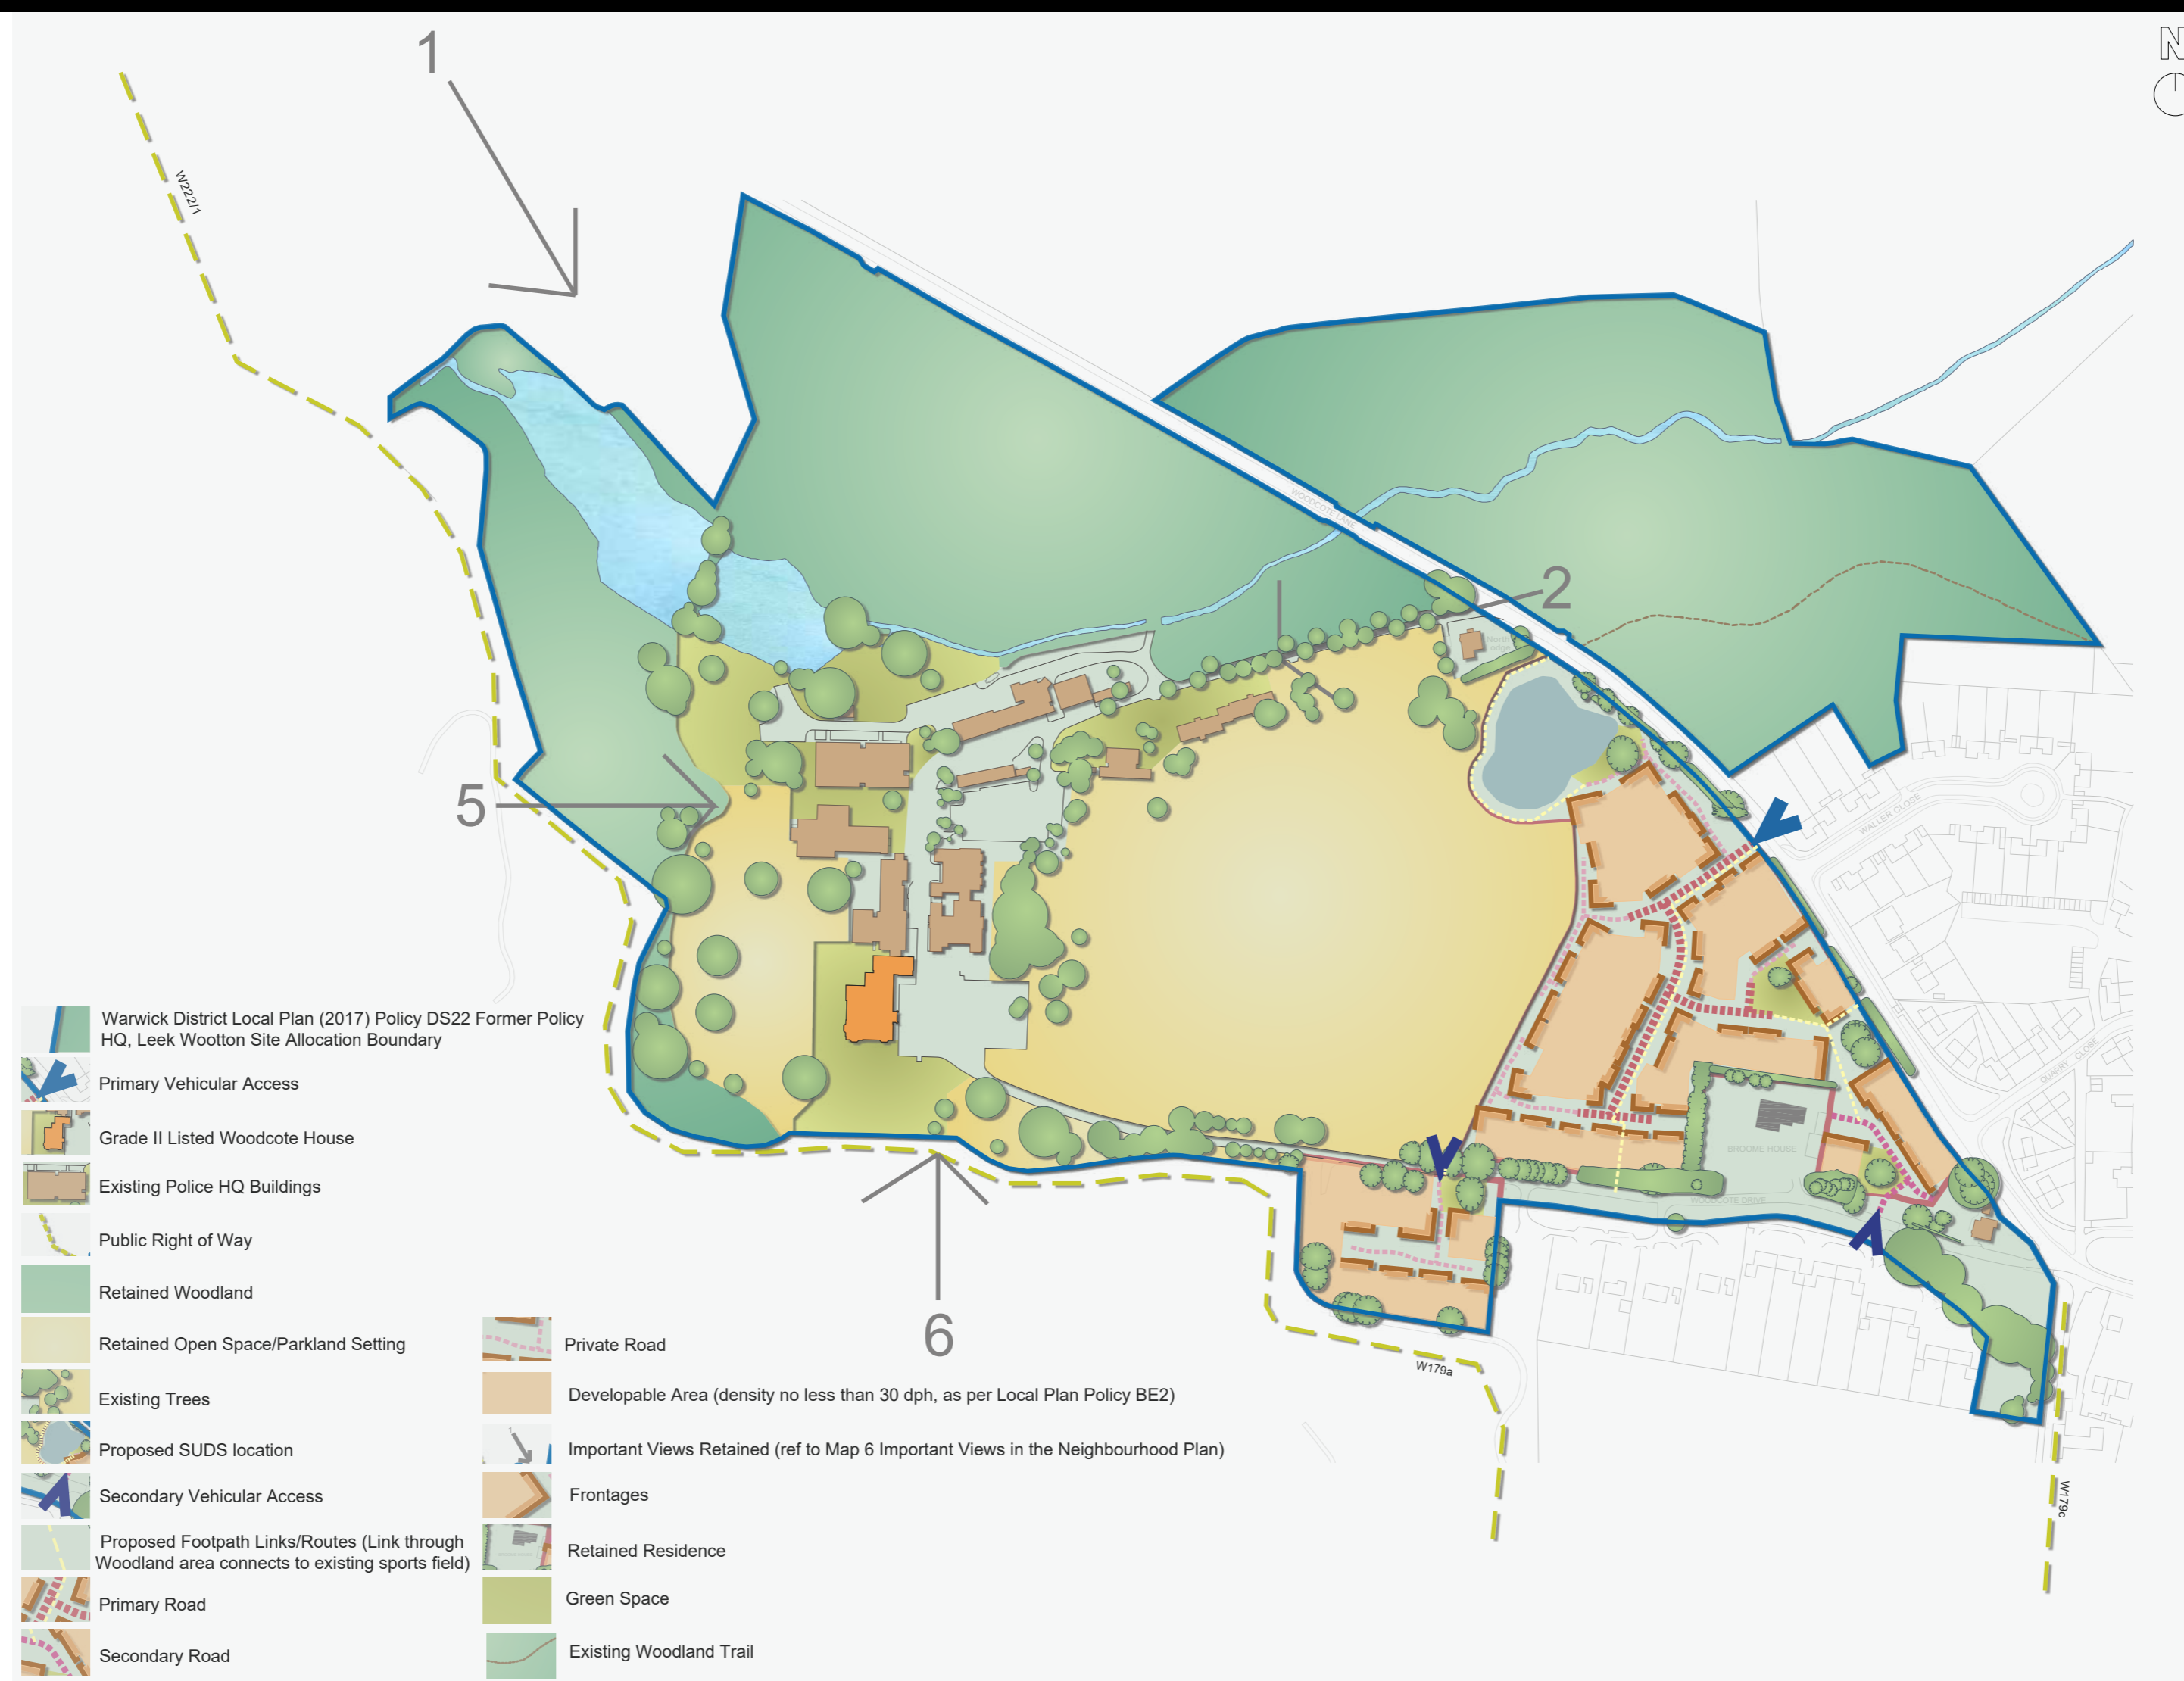 1
N
W222/1
WOODCOTE LANE
2
North
Lodge
5
WALLER CLOSE
QUARRY CLOSE
BROOME HOUSE
WOODCOTE DRIVE
6
W179a
W179c
Warwick District Local Plan (2017) Policy DS22 Former Policy
HQ, Leek Wootton Site Allocation Boundary
Primary Vehicular Access
Grade II Listed Woodcote House
Existing Police HQ Buildings
Public Right of Way
Retained Woodland
Retained Open Space/Parkland Setting
Existing Trees
Proposed SUDS location
Secondary Vehicular Access
Proposed Footpath Links/Routes (Link through
Woodland area connects to existing sports field)
Primary Road
Secondary Road
Private Road
Developable Area (density no less than 30 dph, as per Local Plan Policy BE2)
Important Views Retained (ref to Map 6 Important Views in the Neighbourhood Plan)
Frontages
Retained Residence
Green Space
Existing Woodland Trail